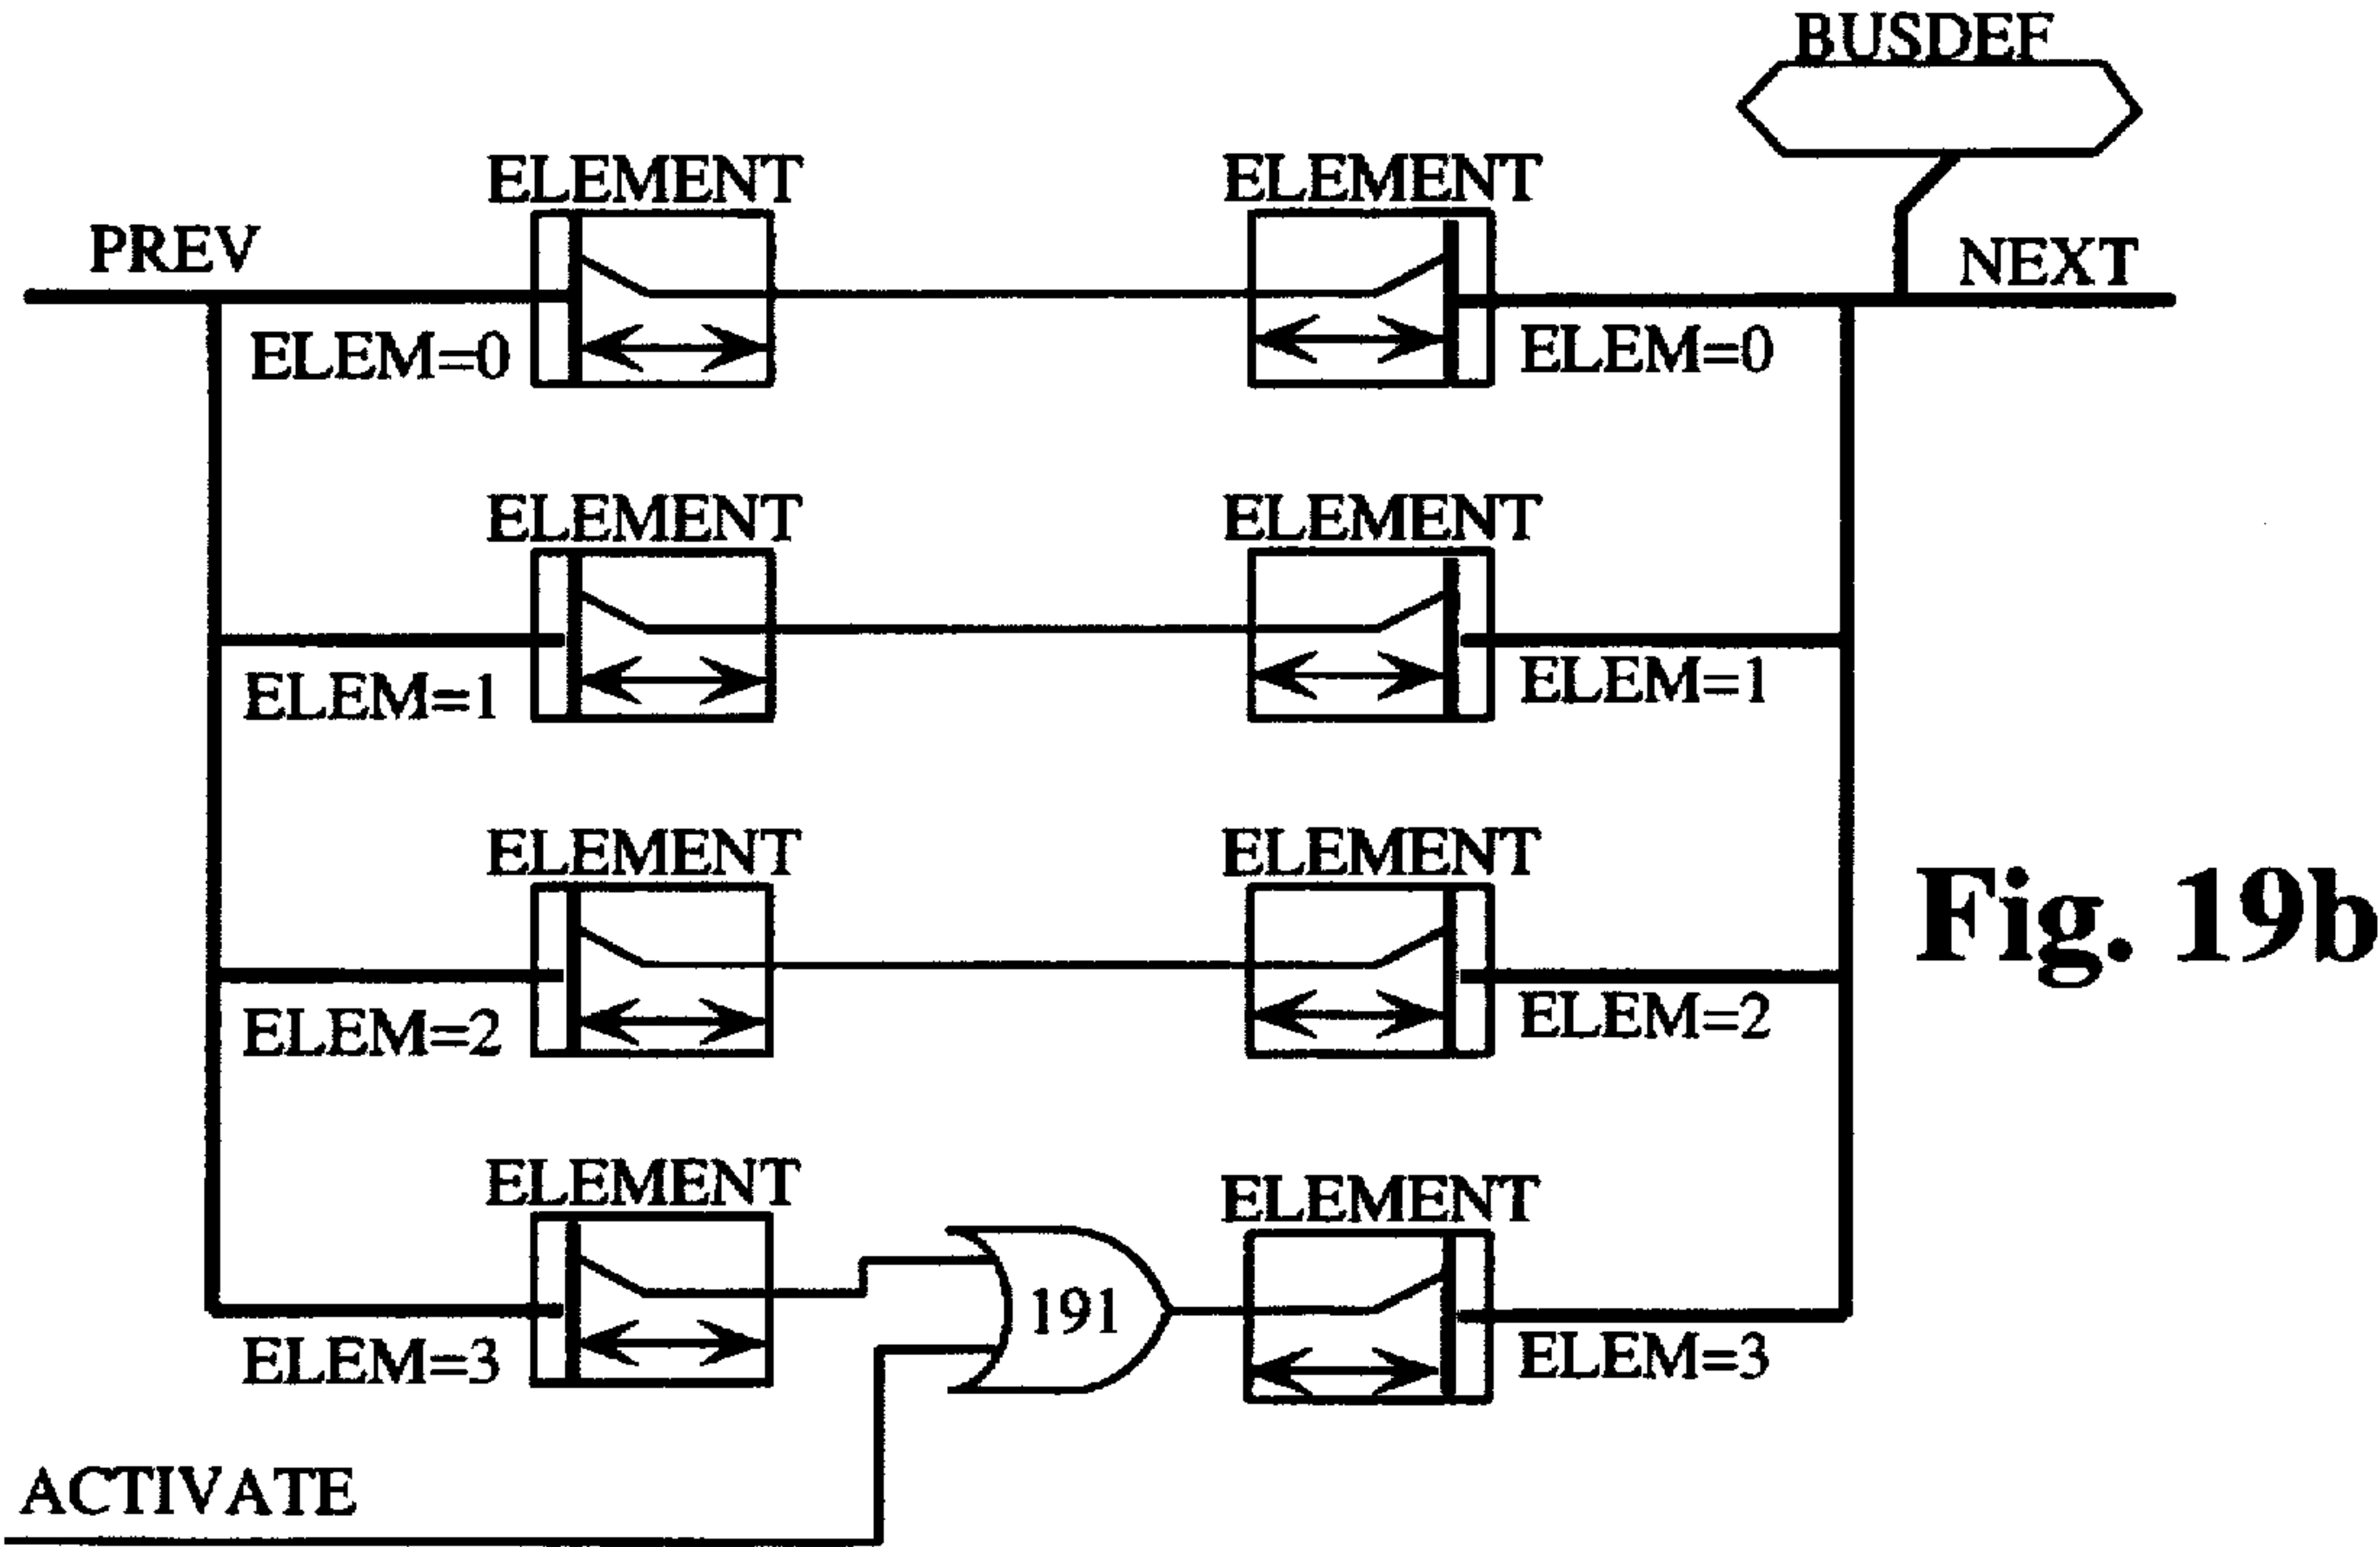 BUSDEF
ELEMENT ELEMENT
PREV NEXT
ELEM=0 ELEM=0
ELEMENT ELEMENT
ELEM=1 ELEM=1
ELEMENT ELEMENT
Fig. 19b
ELEM=2 ELEM=2
ELEMENT ELEMENT
191
ELEM=3 ELEM=3
ACTIVATE